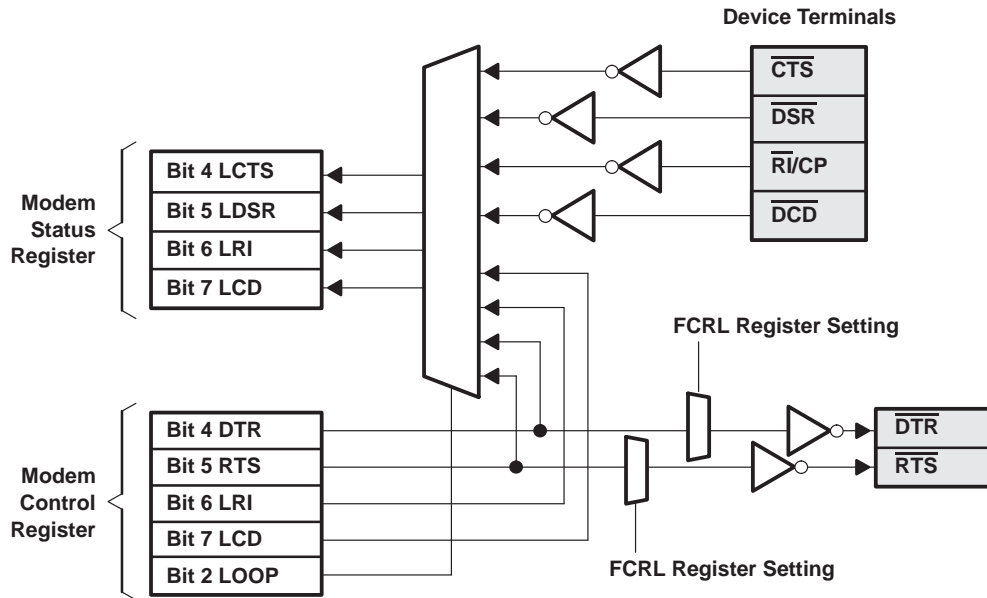 Device Terminals
CTS
DSR
RI/CP
DCD
Modem
Status
Register
Bit 4 LCTS
Bit 5 LDSR
Bit 6 LRI
Bit 7 LCD
FCRL Register Setting
Modem
Control
Register
Bit 4 DTR
Bit 5 RTS
Bit 6 LRI
Bit 7 LCD
Bit 2 LOOP
DTR
RTS
FCRL Register Setting